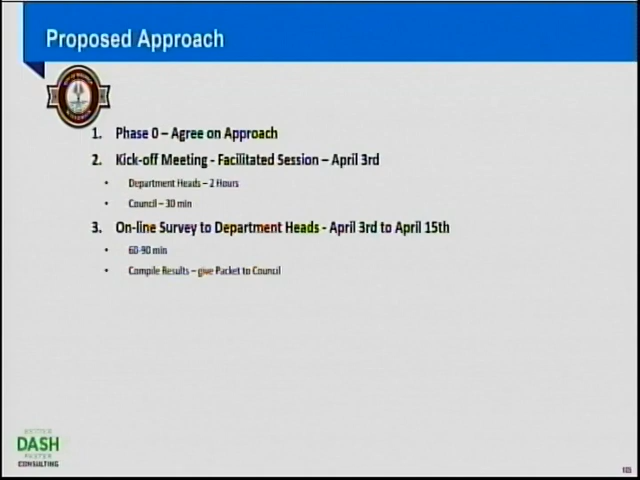 Proposed Approach
1. Phase 0 – Agree on Approach
2. Kick-off Meeting - Facilitated Session – April 3rd
• Department Heads – 2 Hours
• Council – 30 min
3. On-line Survey to Department Heads - April 3rd to April 15th
• 60-90 min
• Compile Results – give Packet to Council
DASH
CONSULTING